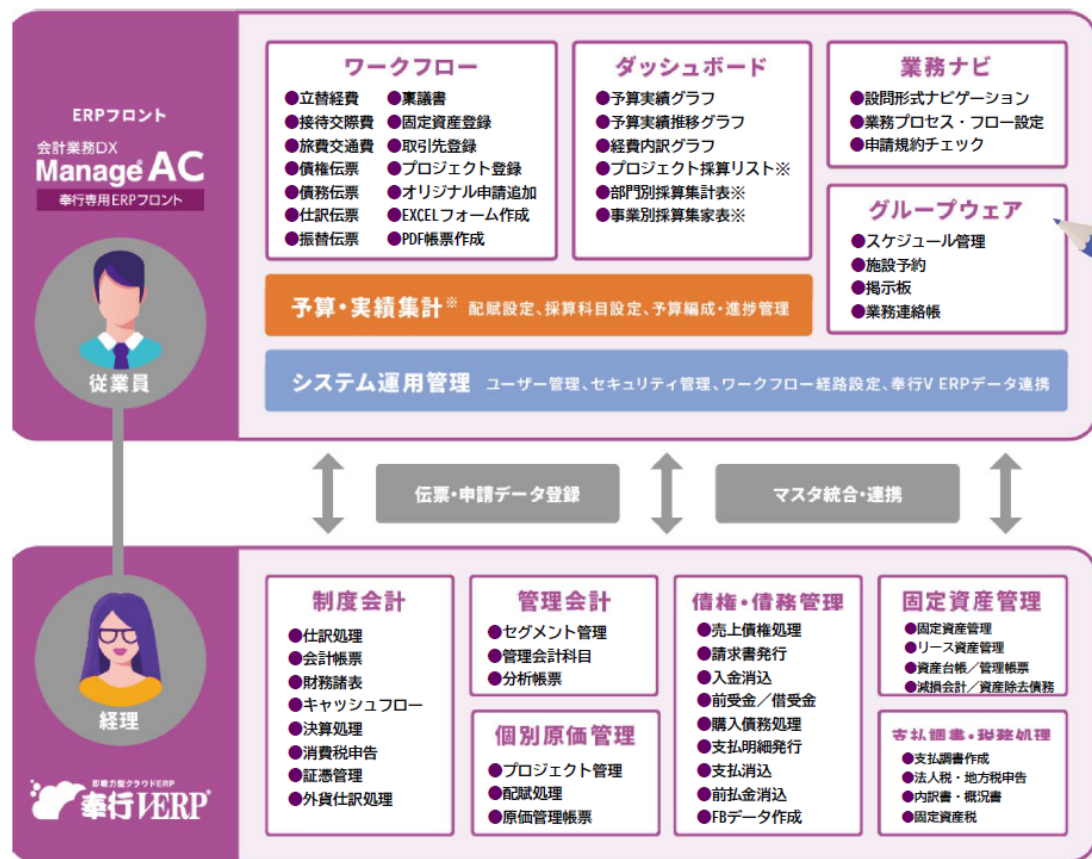 ERPフロント
会計業務DX
Manage AC
奉行専用ERPフロント
従業員
ワークフロー
●立替経費
●接待交際費
●旅費交通費
●債権伝票
●債務伝票
●仕訳伝票
●振替伝票
●稟議書
●固定資産登録
●取引先登録
●プロジェクト登録
●オリジナル申請追加
●EXCELフォーム作成
●PDF帳票作成
ダッシュボード
●予算実績グラフ
●予算実績推移グラフ
●経費内訳グラフ
●プロジェクト採算リスト※
●部門別採算集計表※
●事業別採算集家表※
業務ナビ
●設問形式ナビゲーション
●業務プロセス・フロー設定
●申請規約チェック
グループウェア
●スケジュール管理
●施設予約
●掲示板
●業務連絡帳
予算・実績集計※ 配賦設定、採算科目設定、予算編成・進捗管理
システム運用管理 ユーザー管理、セキュリティ管理、ワークフロー経路設定、奉行V ERPデータ連携
伝票・申請データ登録
マスタ統合・連携
経理
即戦力型クラウドERP
奉行VERP®
制度会計
●仕訳処理
●会計帳票
●財務諸表
●キャッシュフロー
●決算処理
●消費税申告
●証憑管理
●外貨仕訳処理
管理会計
●セグメント管理
●管理会計科目
●分析帳票
個別原価管理
●プロジェクト管理
●配賦処理
●原価管理帳票
債権・債務管理
●売上債権処理
●請求書発行
●入金消込
●前受金／借受金
●購入債務処理
●支払明細発行
●支払消込
●前払金消込
●FBデータ作成
固定資産管理
●固定資産管理
●リース資産管理
●資産台帳／管理帳票
●減損会計／資産除去債務
支払調書・税務処理
●支払調書作成
●法人税・地方税申告
●内訳書・概況書
●固定資産税